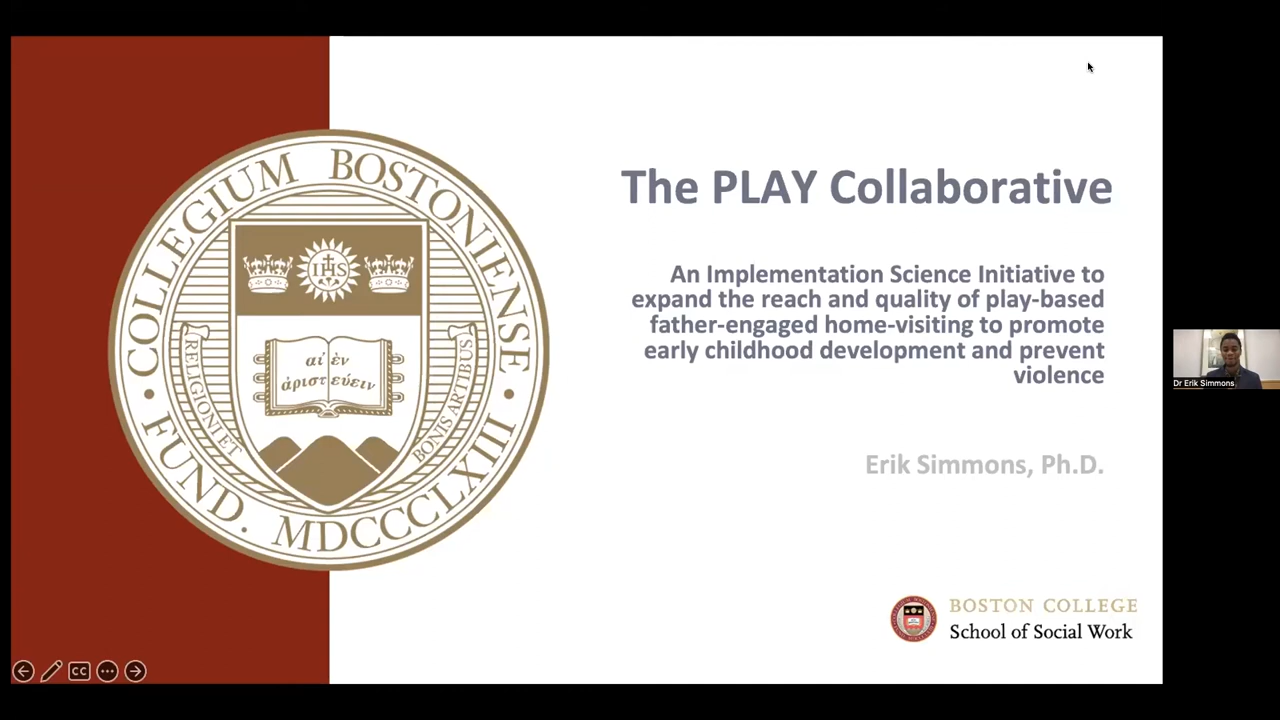 The PLAY Collaborative
An Implementation Science Initiative to
expand the reach and quality of play-based
father-engaged home-visiting to promote
early childhood development and prevent
violence
Erik Simmons, Ph.D.
COLLEGIUM BOSTONIENSE
FUND. MDCCCLXIII
IHS
αἰὲν
ἀριστεύειν
RELIGIONI ET
BONIS ARTIBUS
BOSTON COLLEGE
School of Social Work
Dr Erik Simmons
CC